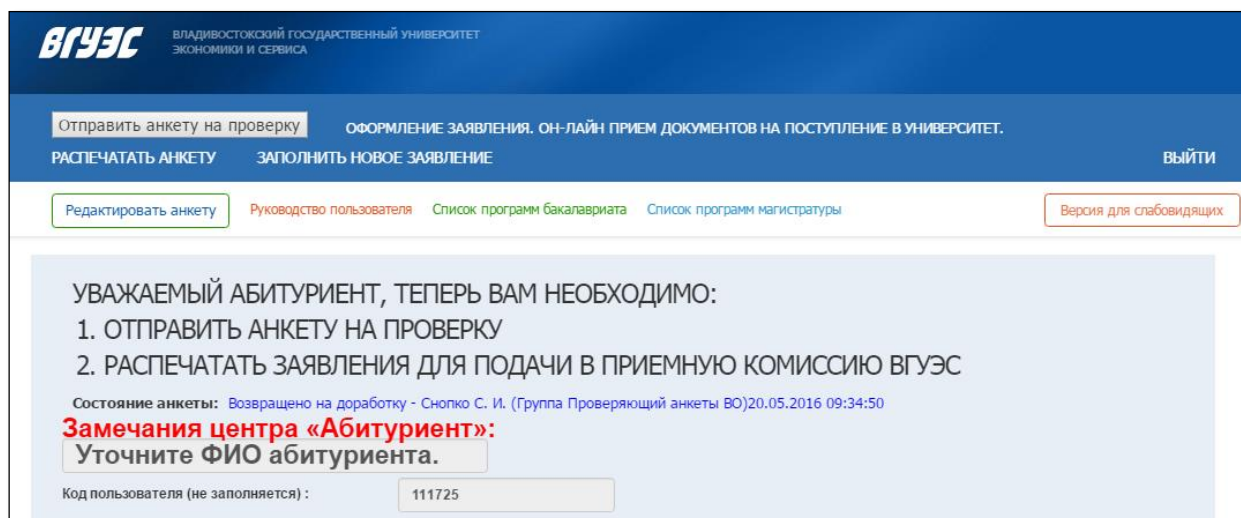 ВГУЭС
ВЛАДИВОСТОКСКИЙ ГОСУДАРСТВЕННЫЙ УНИВЕРСИТЕТ
ЭКОНОМИКИ И СЕРВИСА
Отправить анкету на проверку ОФОРМЛЕНИЕ ЗАЯВЛЕНИЯ. ОН-ЛАЙН ПРИЕМ ДОКУМЕНТОВ НА ПОСТУПЛЕНИЕ В УНИВЕРСИТЕТ.
РАСПЕЧАТАТЬ АНКЕТУ ЗАПОЛНИТЬ НОВОЕ ЗАЯВЛЕНИЕ ВЫЙТИ
Редактировать анкету Руководство пользователя Список программ бакалавриата Список программ магистратуры Версия для слабовидящих
УВАЖАЕМЫЙ АБИТУРИЕНТ, ТЕПЕРЬ ВАМ НЕОБХОДИМО:
1. ОТПРАВИТЬ АНКЕТУ НА ПРОВЕРКУ
2. РАСПЕЧАТАТЬ ЗАЯВЛЕНИЯ ДЛЯ ПОДАЧИ В ПРИЕМНУЮ КОМИССИЮ ВГУЭС
Состояние анкеты: Возвращено на доработку - Снопко С. И. (Группа Проверяющий анкеты ВО)20.05.2016 09:34:50
Замечания центра «Абитуриент»:
Уточните ФИО абитуриента.
Код пользователя (не заполняется) : 111725